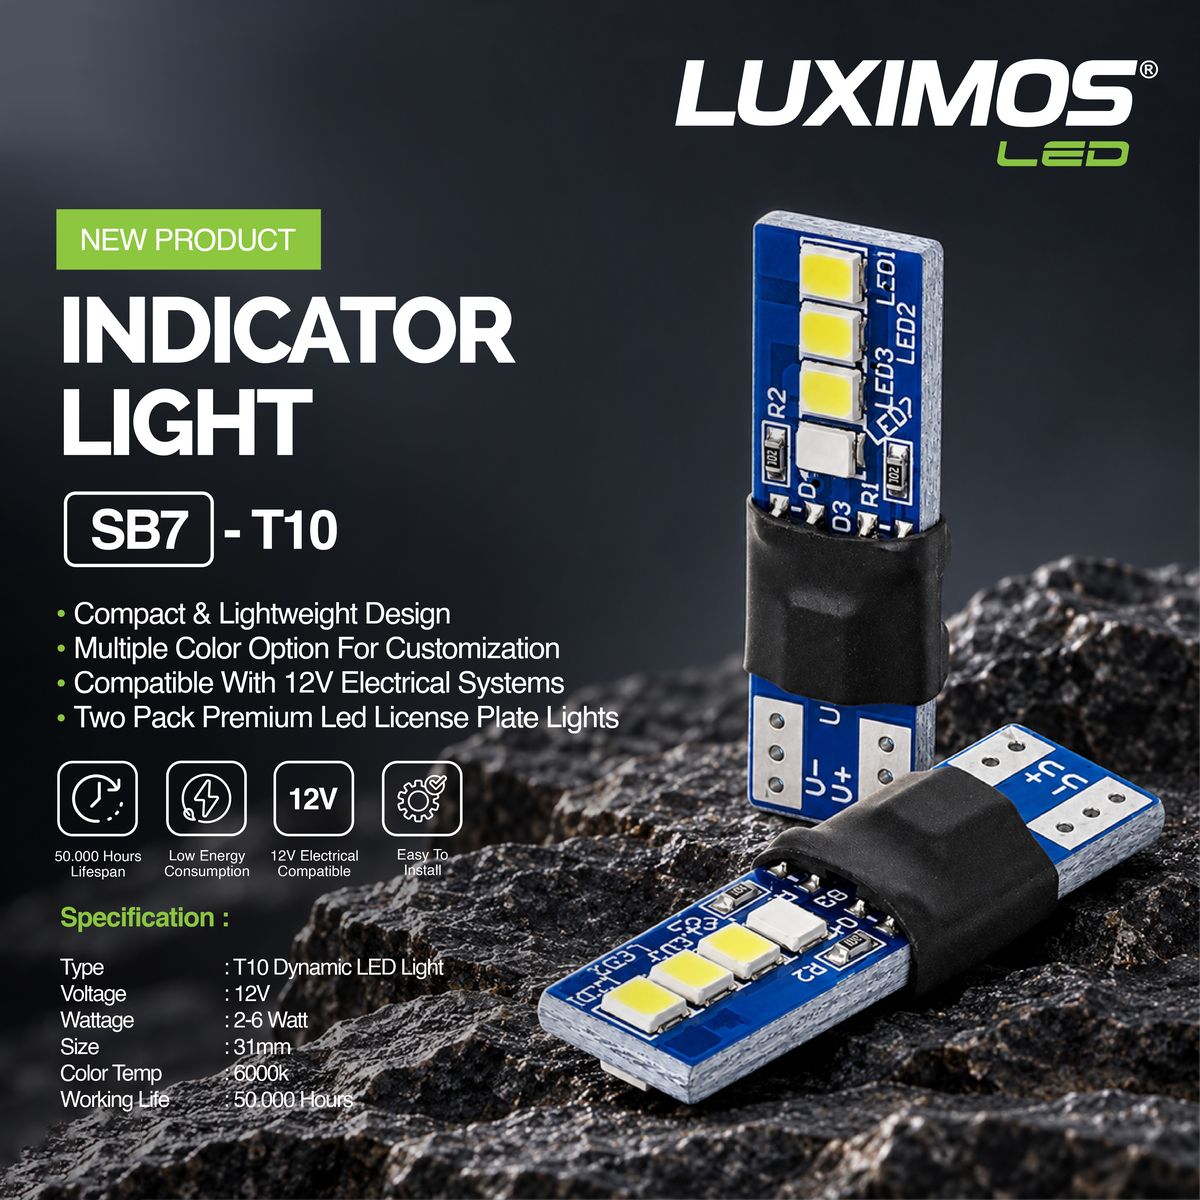 LUXIMOS®
LED
NEW PRODUCT
INDICATOR
LIGHT
SB7 - T10
• Compact & Lightweight Design
• Multiple Color Option For Customization
• Compatible With 12V Electrical Systems
• Two Pack Premium Led License Plate Lights
12V
50.000 Hours
Lifespan
Low Energy
Consumption
12V Electrical
Compatible
Easy To
Install
Specification :
Type : T10 Dynamic LED Light
Voltage : 12V
Wattage : 2-6 Watt
Size : 31mm
Color Temp : 6000k
Working Life : 50.000 Hours
LED1
LED2
LED3
R2
102
102
R1
D3
U-
U+
U-
U+
R2